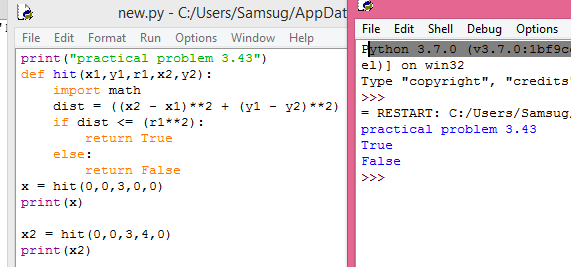 new.py - C:/Users/Samsug/AppDat
File Edit Format Run Options Window Help
print("practical problem 3.43")
def hit(x1,y1,r1,x2,y2):
    import math
    dist = ((x2 - x1)**2 + (y1 - y2)**2)
    if dist <= (r1**2):
        return True
    else:
        return False
x = hit(0,0,3,0,0)
print(x)
x2 = hit(0,0,3,4,0)
print(x2)
File Edit Shell Debug Options
Python 3.7.0 (v3.7.0:1bf9c
el)] on win32
Type "copyright", "credits
>>>
= RESTART: C:/Users/Samsug/
practical problem 3.43
True
False
>>>